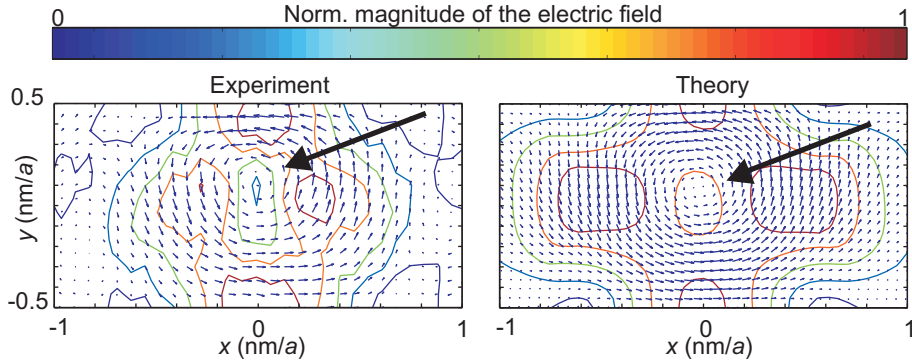 0 Norm. magnitude of the electric field 1
Experiment Theory
0.5
y (nm/a)
-0.5
-1 0 1 -1 0 1
x (nm/a) x (nm/a)